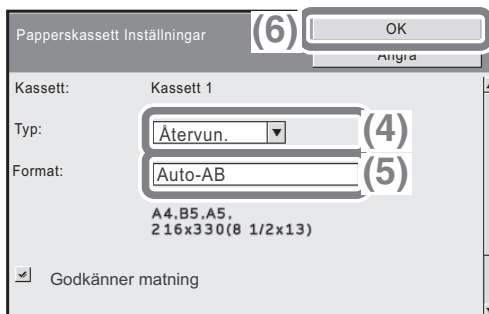 Papperskassett Inställningar
(6)
OK
Ångra
Kassett: Kassett 1
Typ: Återvun. (4)
Format: Auto-AB (5)
A4,B5,A5,
216x330(8 1/2x13)
Godkänner matning